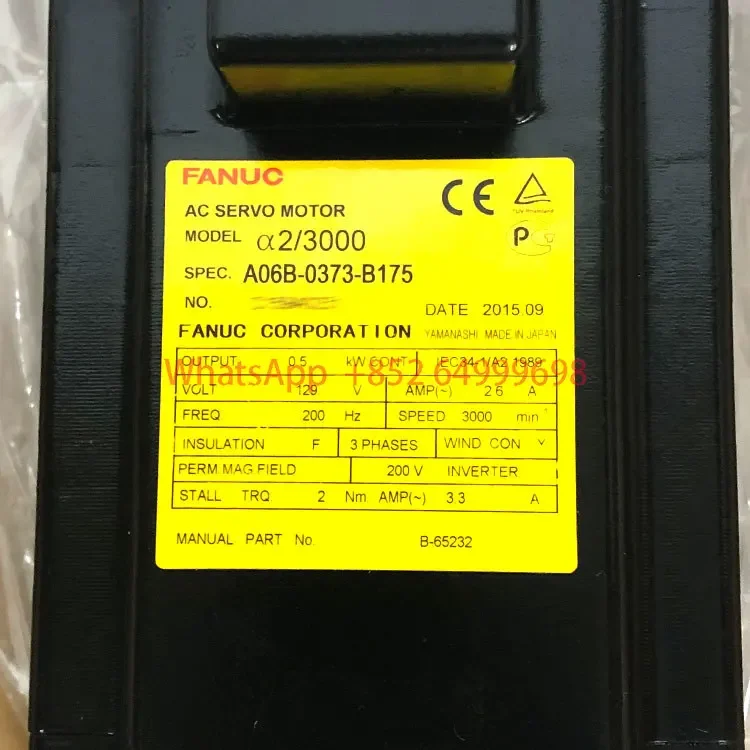 FANUC
AC SERVO MOTOR
MODEL α2/3000
SPEC. A06B-0373-B175
NO.
DATE 2015.09
FANUC CORPORATION YAMANASHI MADE IN JAPAN
OUTPUT 0.5 kW CONT IEC34-1/A2 1989
WhatsApp +852 64999698
VOLT 129 V AMP(~) 2.6 A
FREQ 200 Hz SPEED 3000 min⁻¹
INSULATION F 3 PHASES WIND CON Y
PERM.MAG.FIELD 200 V INVERTER
STALL TRQ 2 Nm AMP(~) 3.3 A
MANUAL PART No. B-65232